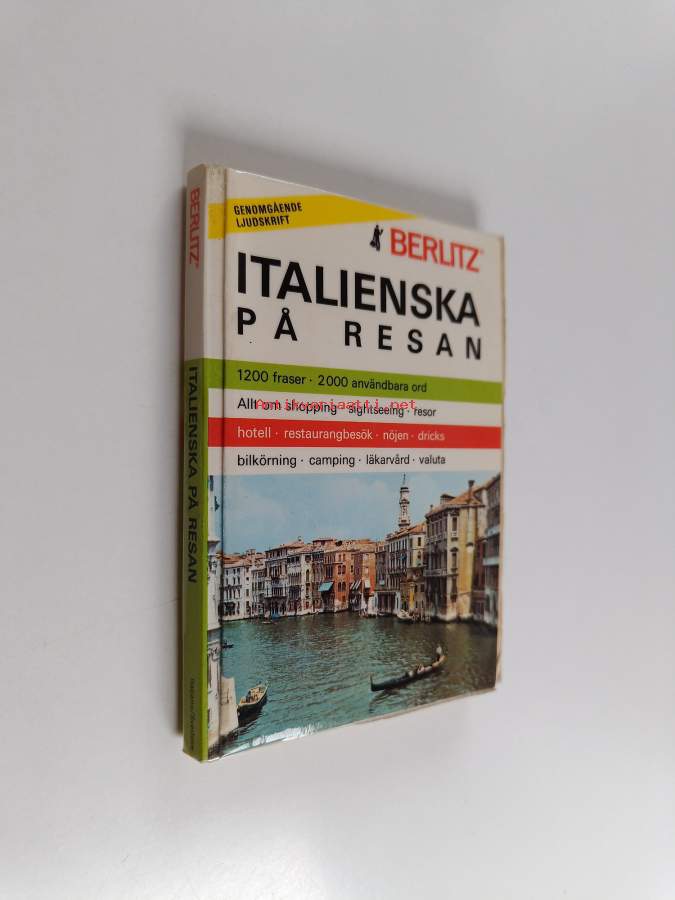 GENOMGÅENDE
LJUDSKRIFT
BERLITZ
ITALIENSKA
PÅ RESAN
1200 fraser · 2000 användbara ord
Allt om shopping · sightseeing · resor
Antikvariaatti.net
hotell · restaurangbesök · nöjen · dricks
bilkörning · camping · läkarvård · valuta
BERLITZ
ITALIENSKA PÅ RESAN